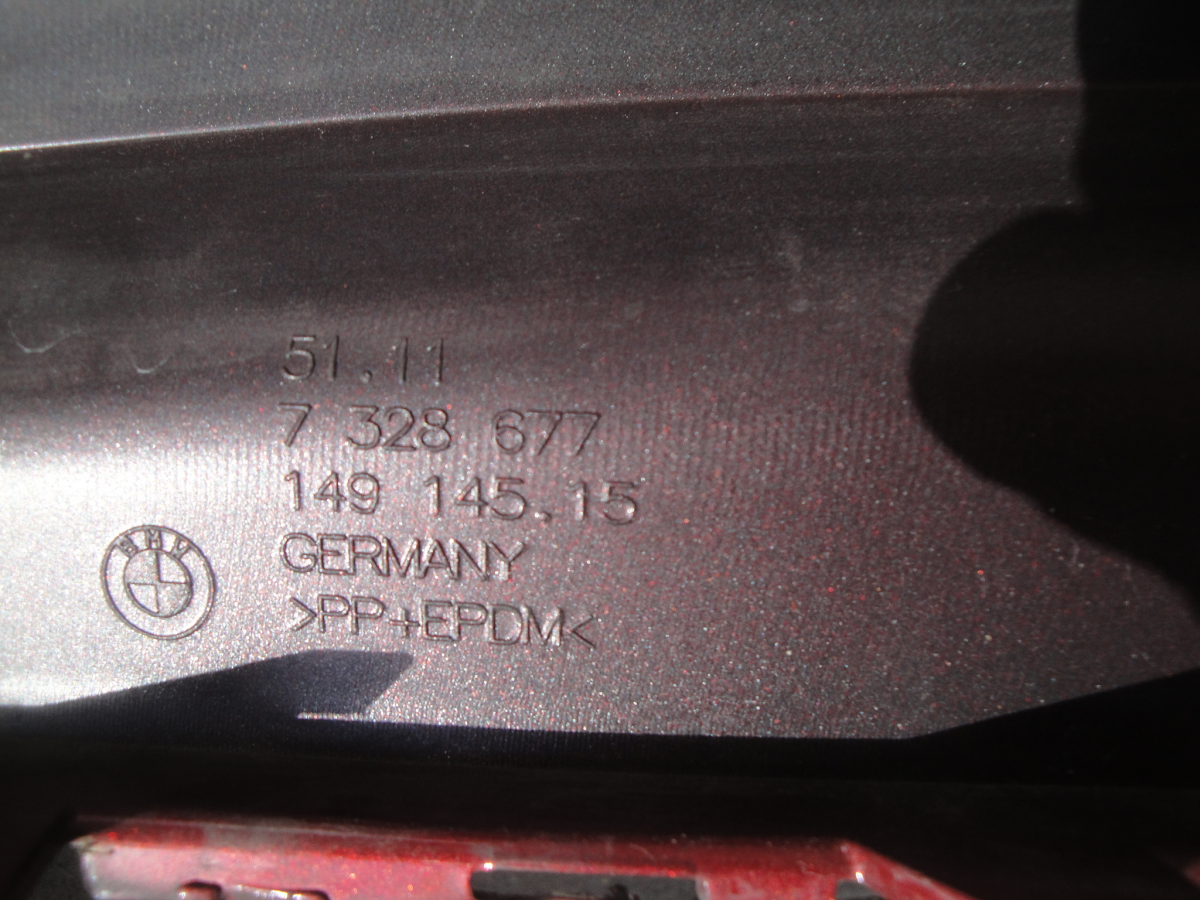 51.11
7 328 677
149 145.15
GERMANY
>PP+EPDM<
BMW